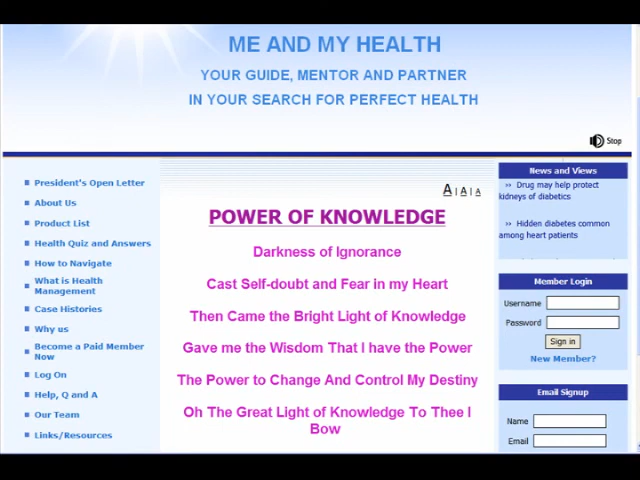 ME AND MY HEALTH
YOUR GUIDE, MENTOR AND PARTNER
IN YOUR SEARCH FOR PERFECT HEALTH
Stop
President's Open Letter
About Us
Product List
Health Quiz and Answers
How to Navigate
What is Health
Management
Case Histories
Why us
Become a Paid Member
Now
Log On
Help, Q and A
Our Team
Links/Resources
A | A | A
POWER OF KNOWLEDGE
Darkness of Ignorance
Cast Self-doubt and Fear in my Heart
Then Came the Bright Light of Knowledge
Gave me the Wisdom That I have the Power
The Power to Change And Control My Destiny
Oh The Great Light of Knowledge To Thee I
Bow
News and Views
›› Drug may help protect
kidneys of diabetics
›› Hidden diabetes common
among heart patients
Member Login
Username
Password
Sign in
New Member?
Email Signup
Name
Email